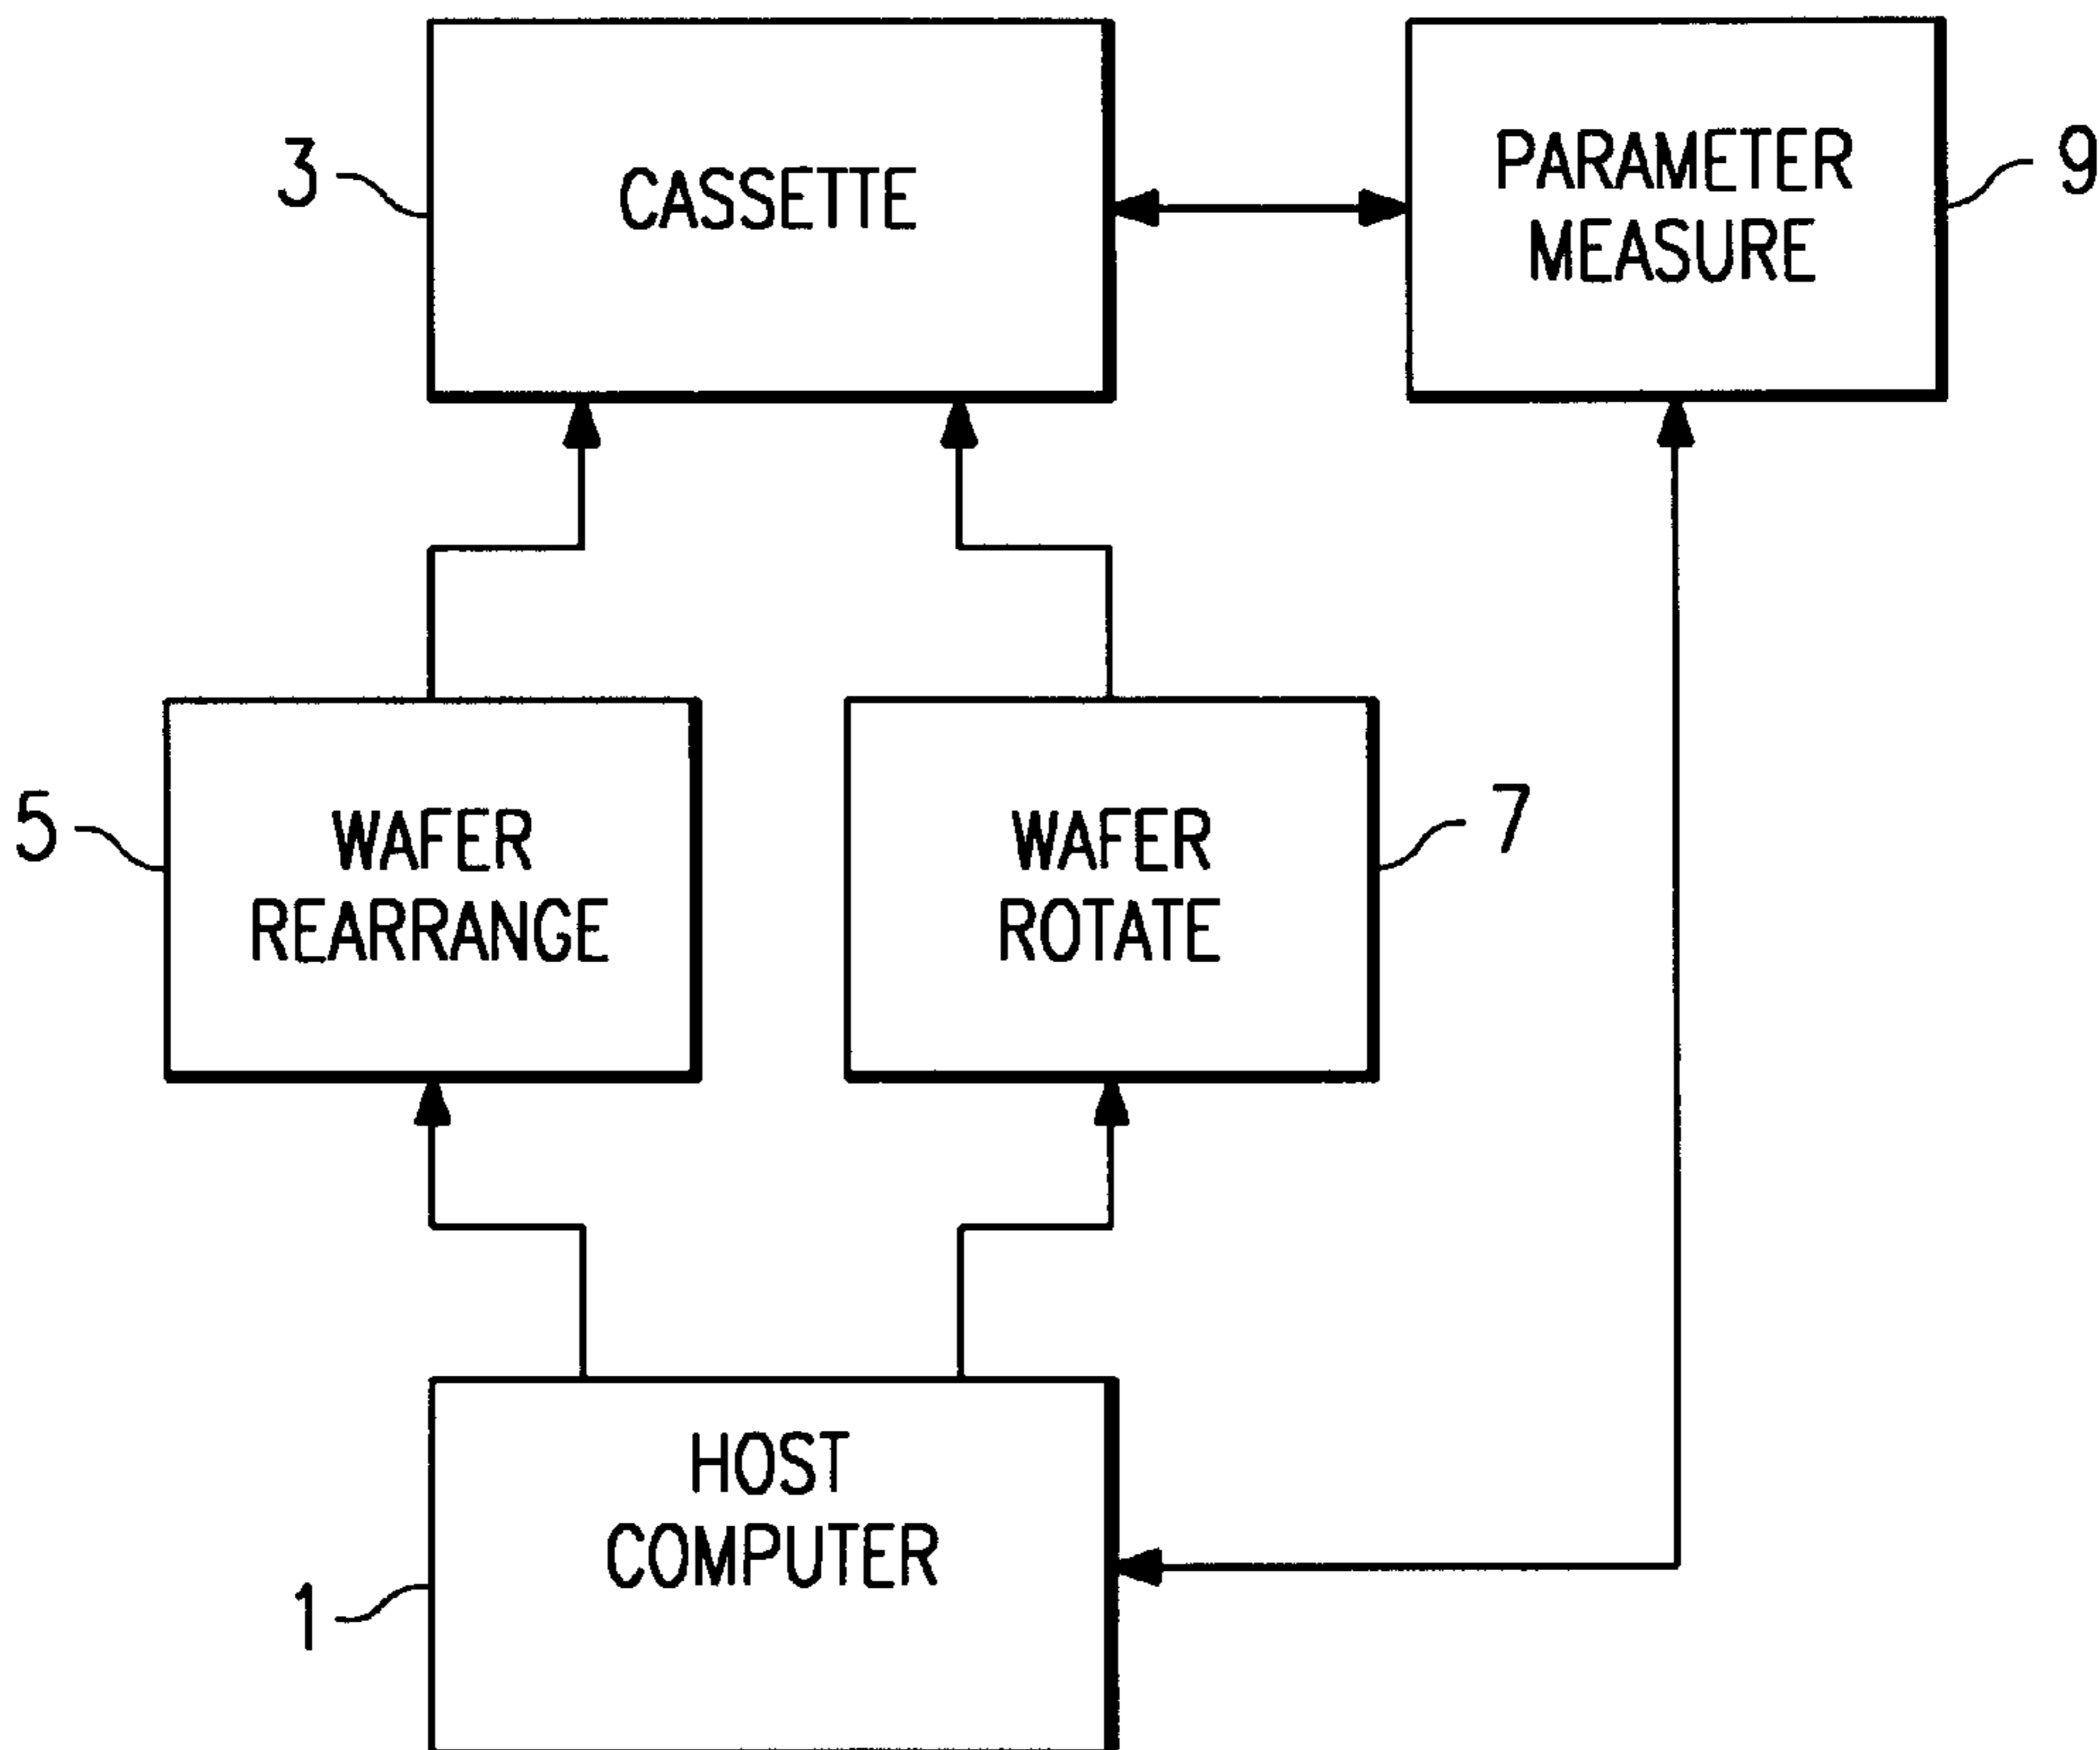 3
CASSETTE
PARAMETER
MEASURE
9
5
WAFER
REARRANGE
WAFER
ROTATE
7
HOST
COMPUTER
1